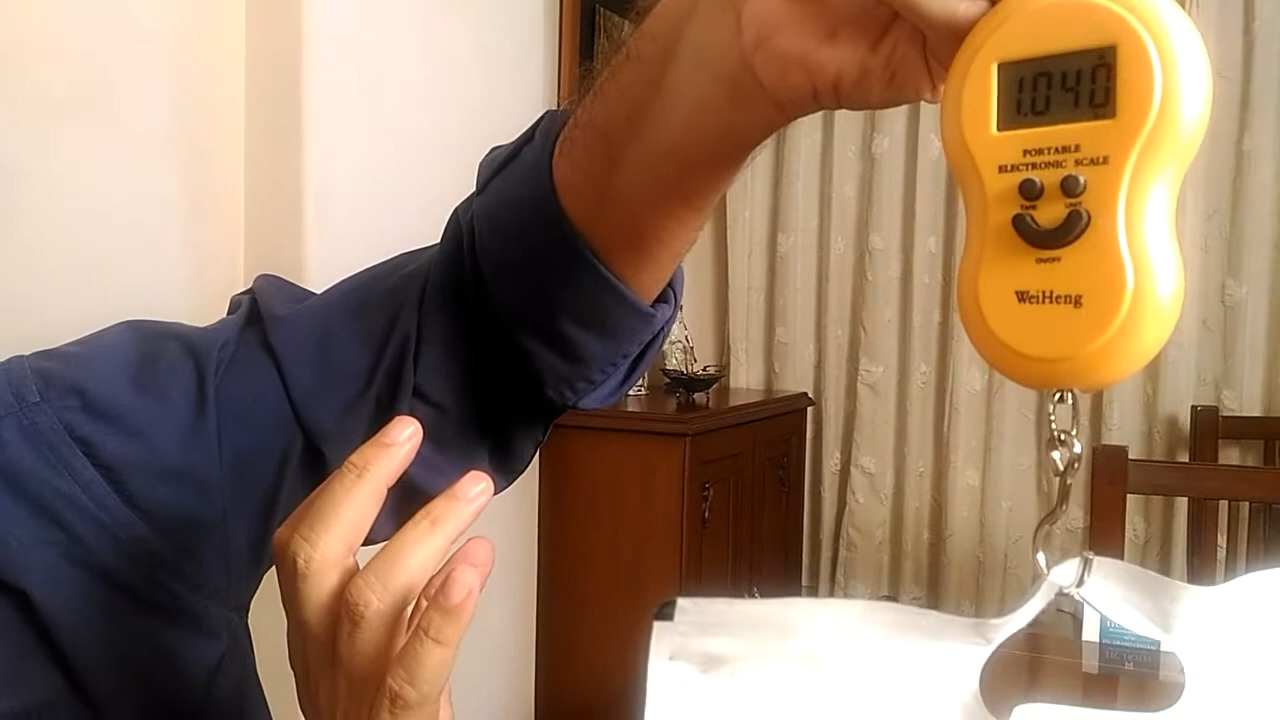 1.040
PORTABLE
ELECTRONIC SCALE
TARE UNIT
ON/OFF
WeiHeng